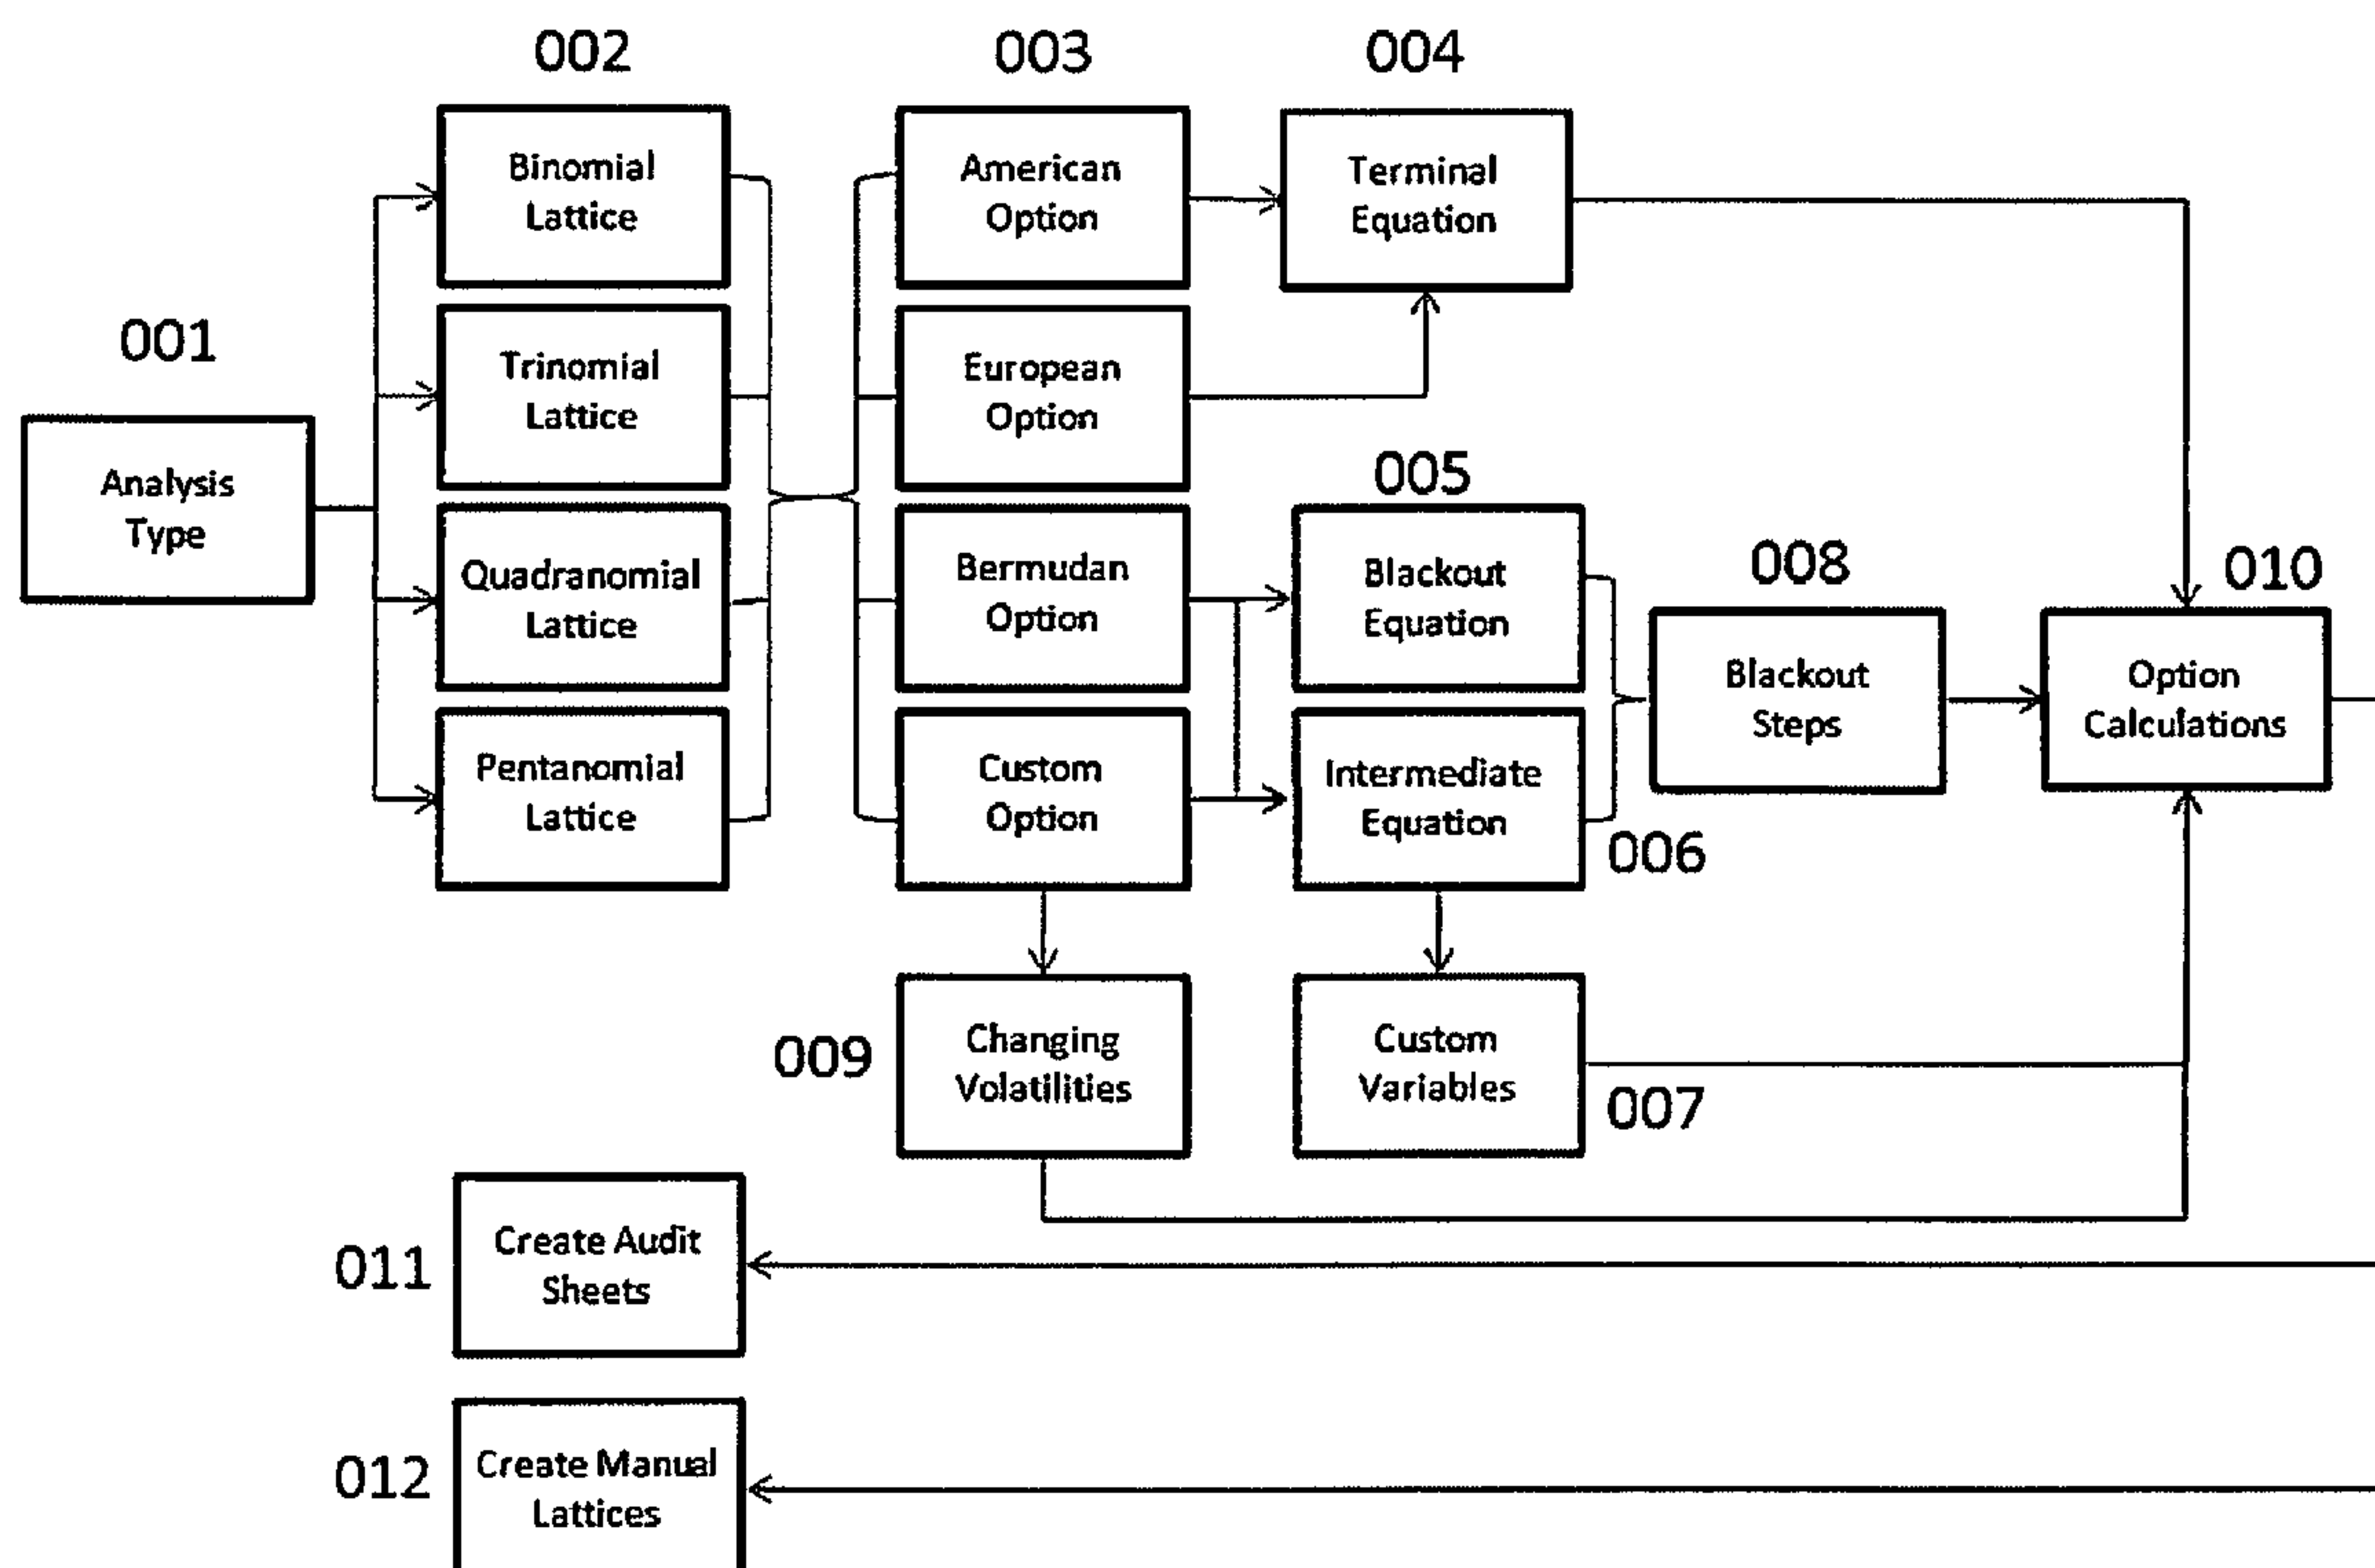 002
003
004
Binomial
Lattice
American
Option
Terminal
Equation
001
Trinomial
Lattice
European
Option
Analysis
Type
005
Quadranomial
Lattice
Bermudan
Option
Blackout
Equation
008
010
Blackout
Steps
Option
Calculations
Pentanomial
Lattice
Custom
Option
Intermediate
Equation
006
009
Changing
Volatilities
Custom
Variables
007
011
Create Audit
Sheets
012
Create Manual
Lattices